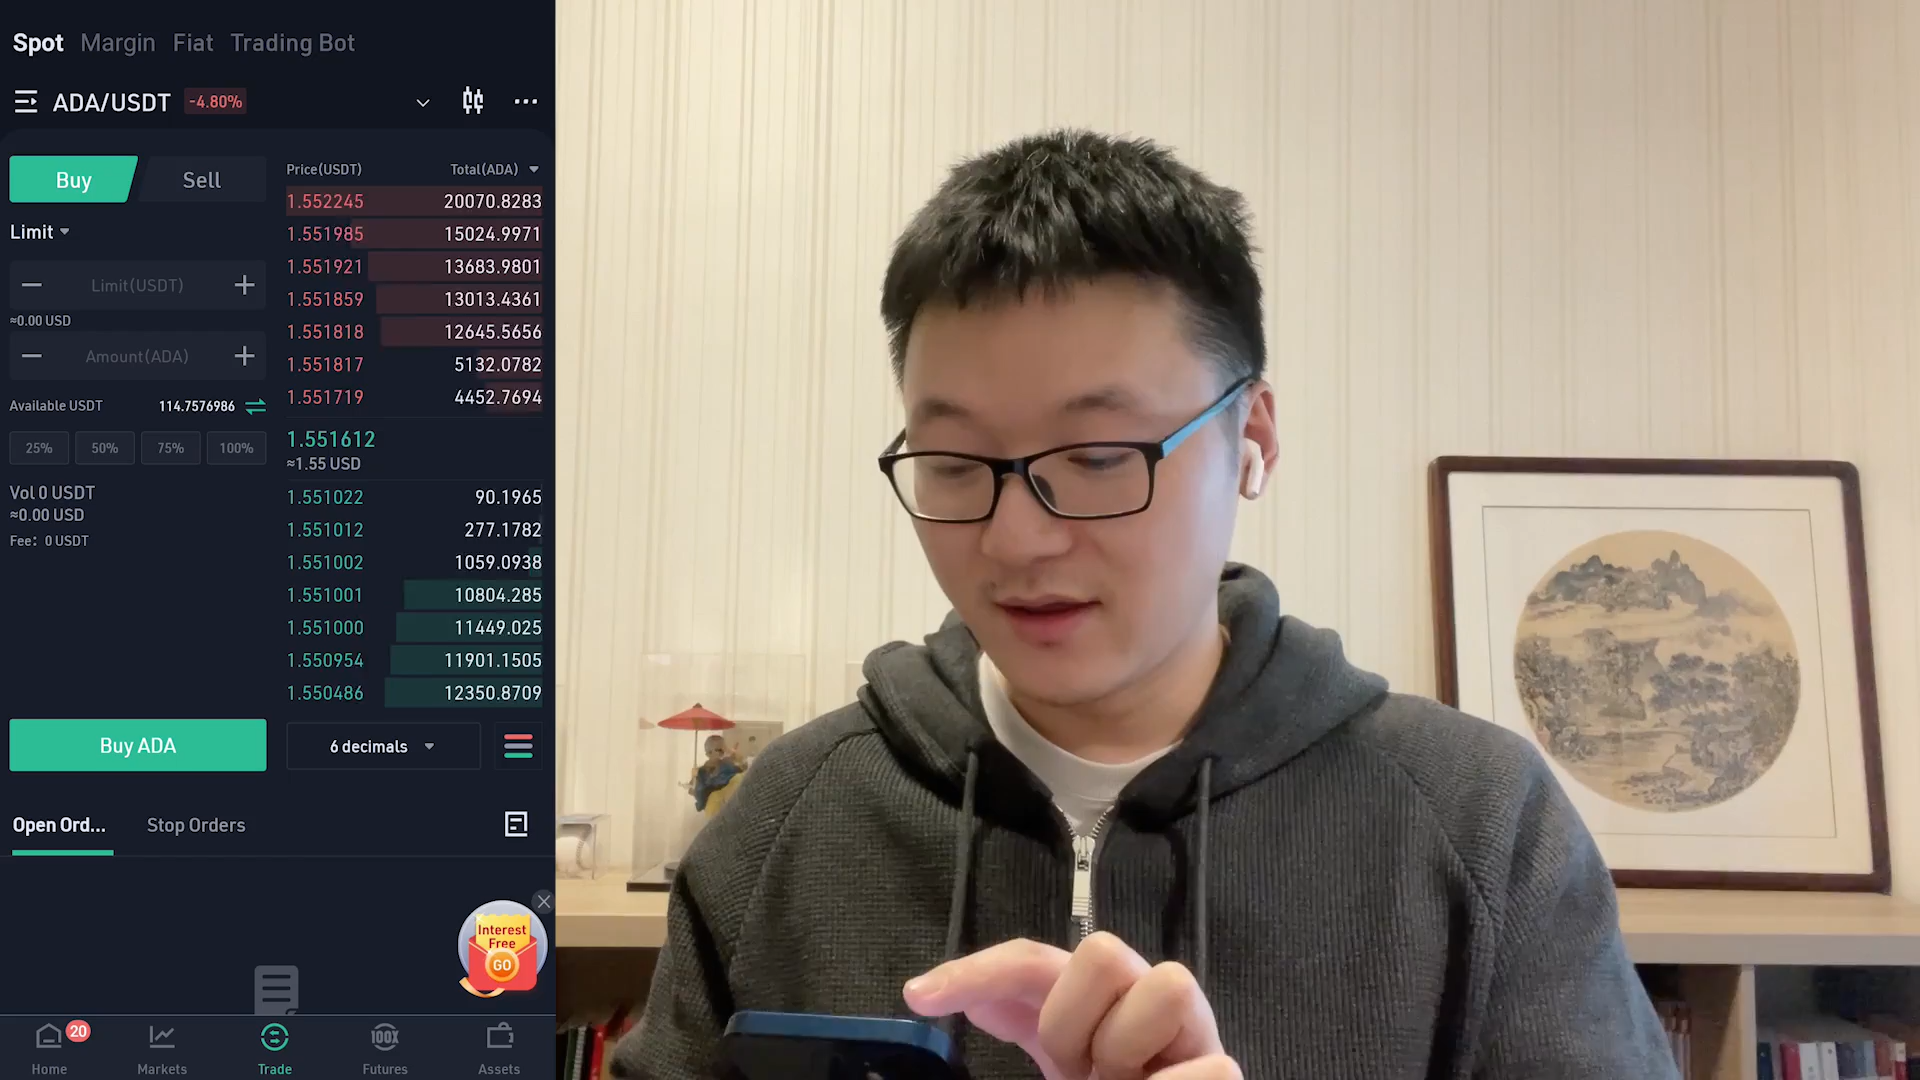 Spot Margin Fiat Trading Bot
ADA/USDT -4.80%
Buy
Sell
Limit
Limit(USDT)
≈0.00 USD
Amount(ADA)
Available USDT 114.7576986
25% 50% 75% 100%
Vol 0 USDT
≈0.00 USD
Fee: 0 USDT
Buy ADA
Price(USDT) Total(ADA)
1.552245 20070.8283
1.551985 15024.9971
1.551921 13683.9801
1.551859 13013.4361
1.551818 12645.5656
1.551817 5132.0782
1.551719 4452.7694
1.551612
≈1.55 USD
1.551022 90.1965
1.551012 277.1782
1.551002 1059.0938
1.551001 10804.285
1.551000 11449.025
1.550954 11901.1505
1.550486 12350.8709
6 decimals
Open Ord... Stop Orders
Interest
Free
GO
20
100X
Home Markets Trade Futures Assets